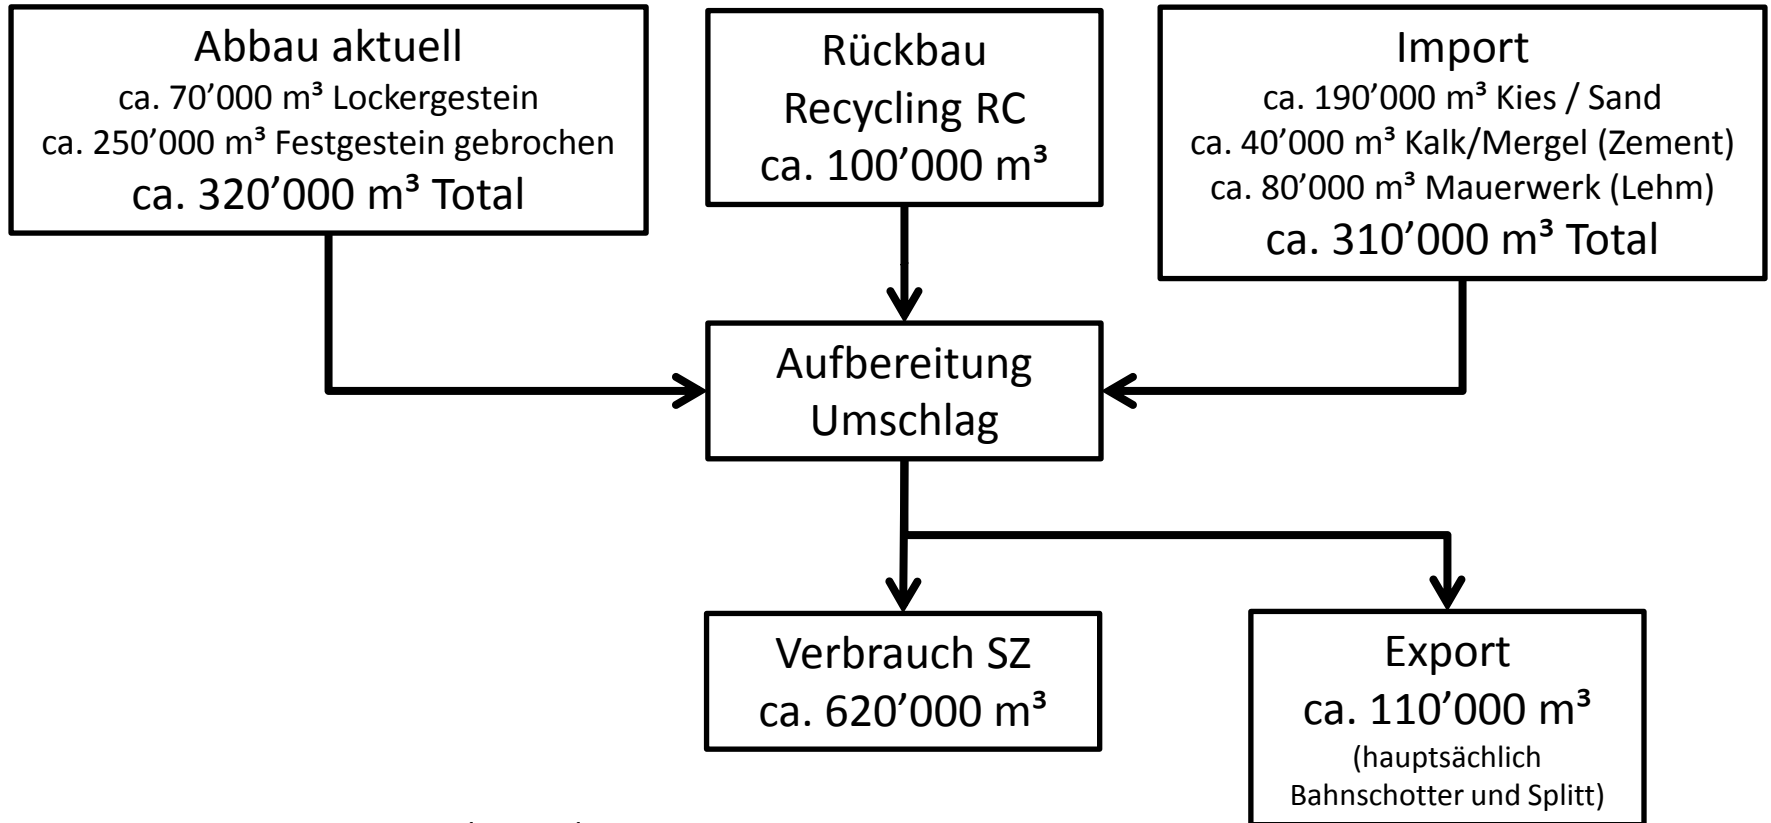 Abbau aktuell
ca. 70’000 m³ Lockergestein
ca. 250’000 m³ Festgestein gebrochen
ca. 320’000 m³ Total
Rückbau
Recycling RC
ca. 100’000 m³
Import
ca. 190’000 m³ Kies / Sand
ca. 40’000 m³ Kalk/Mergel (Zement)
ca. 80’000 m³ Mauerwerk (Lehm)
ca. 310’000 m³ Total
Aufbereitung
Umschlag
Verbrauch SZ
ca. 620’000 m³
Export
ca. 110’000 m³
(hauptsächlich
Bahnschotter und Splitt)